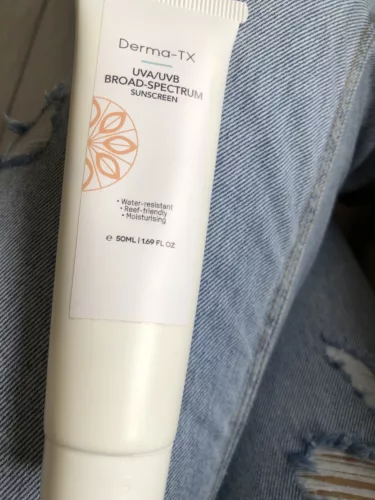 Derma-TX
UVA/UVB
BROAD-SPECTRUM
SUNSCREEN
• Water-resistant
• Reef-friendly
• Moisturising
℮ 50ML | 1.69 FL OZ